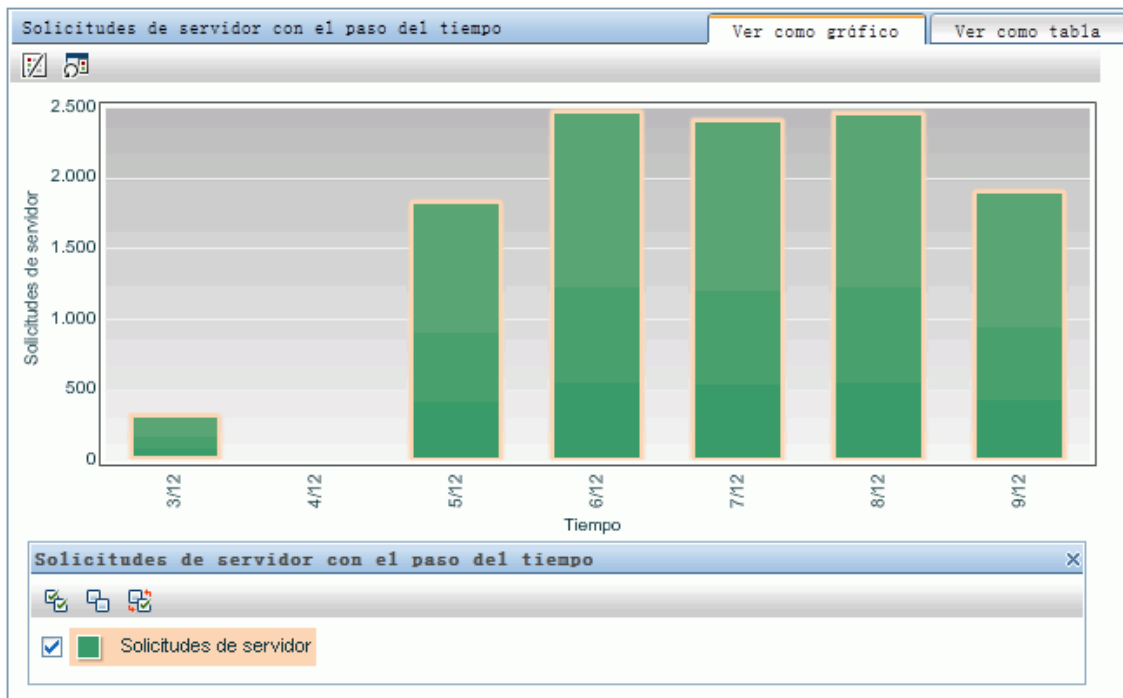 Solicitudes de servidor con el paso del tiempo
Ver como gráfico
Ver como tabla
2.500
2.000
1.500
1.000
500
0
Solicitudes de servidor
3/12
4/12
5/12
6/12
7/12
8/12
9/12
Tiempo
Solicitudes de servidor con el paso del tiempo
Solicitudes de servidor